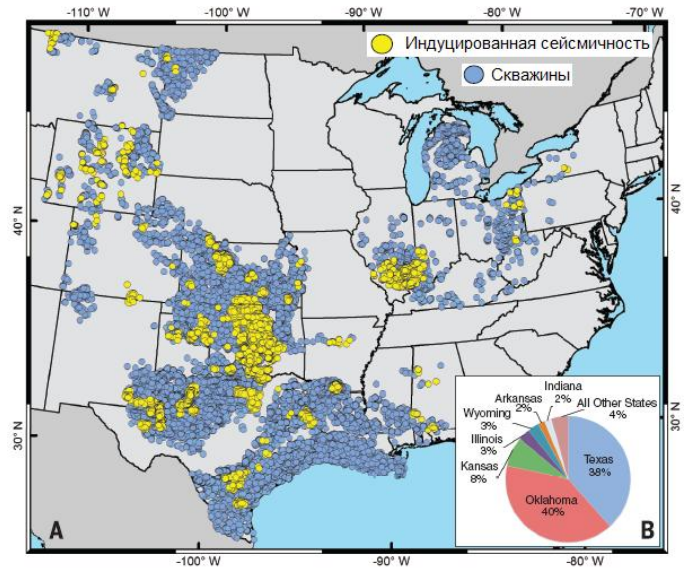 -110° W
-100° W
-90° W
-80° W
-70° W
Индуцированная сейсмичность
Скважины
40° N
40° N
30° N
30° N
Indiana
2%
Arkansas
2%
All Other States
4%
Wyoming
3%
Illinois
3%
Kansas
8%
Texas
38%
Oklahoma
40%
A
B
-100° W
-90° W
-80° W